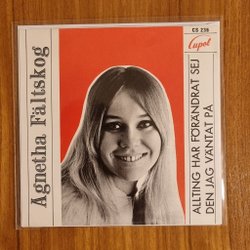 CS 236
Cupol
Agnetha Fältskog
ALLTING HAR FÖRÄNDRAT SEJ
DEN JAG VÄNTAT PÅ